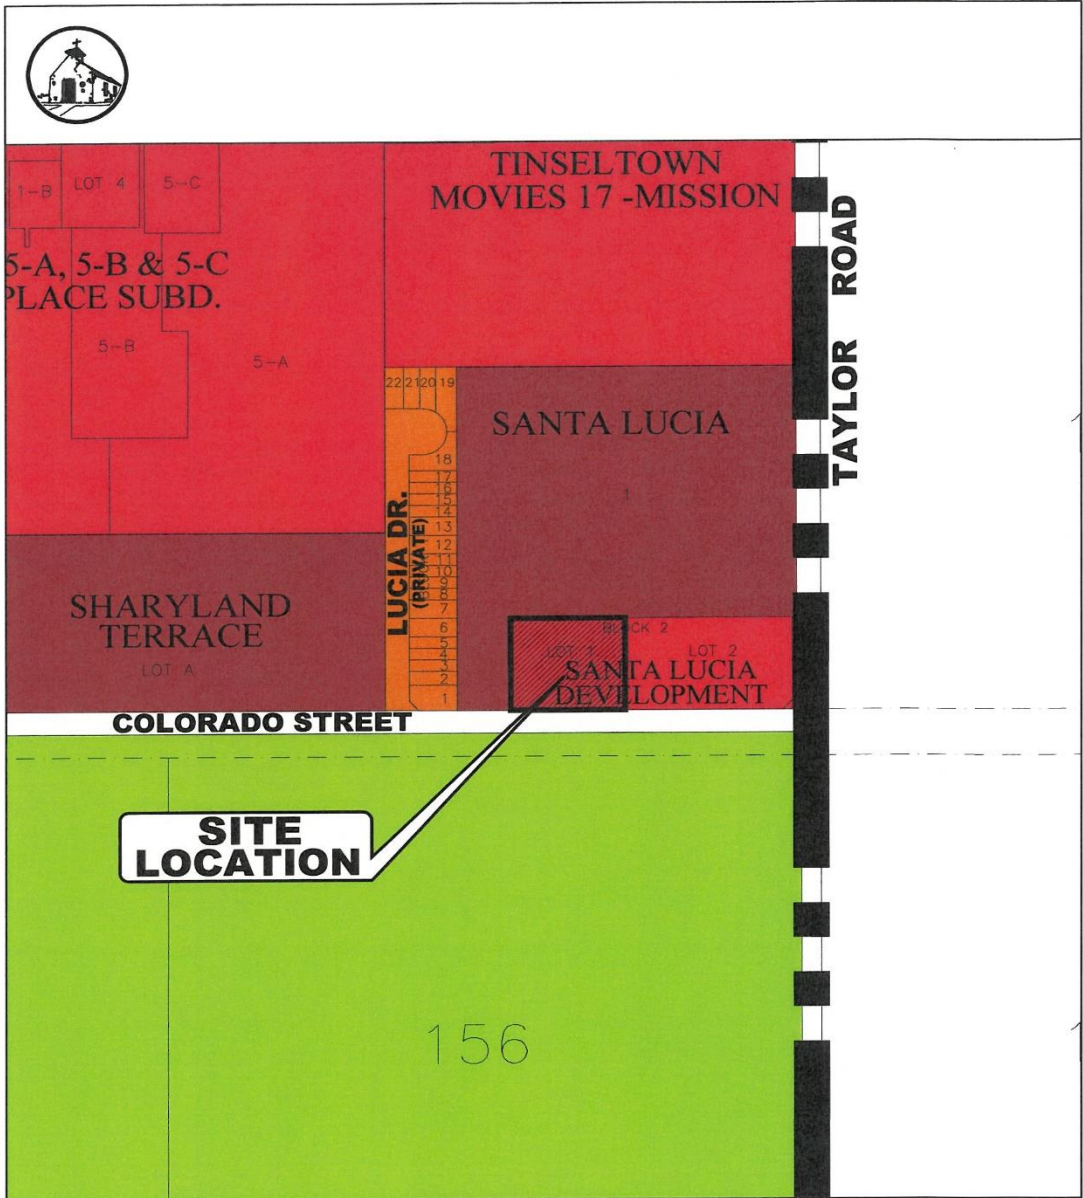 TINSELTOWN
MOVIES 17 -MISSION
1-B
LOT 4
5-C
5-A, 5-B & 5-C
PLACE SUBD.
5-B
5-A
TAYLOR ROAD
22
21
20
19
SANTA LUCIA
1
18
17
16
15
14
13
12
11
10
9
8
7
6
5
4
3
2
1
LUCIA DR.
(PRIVATE)
SHARYLAND
TERRACE
LOT A
BLOCK 2
LOT 1
LOT 2
SANTA LUCIA
DEVELOPMENT
COLORADO STREET
SITE
LOCATION
156